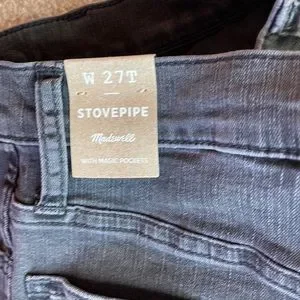 W 27T
STOVEPIPE
Madewell
WITH MAGIC POCKETS